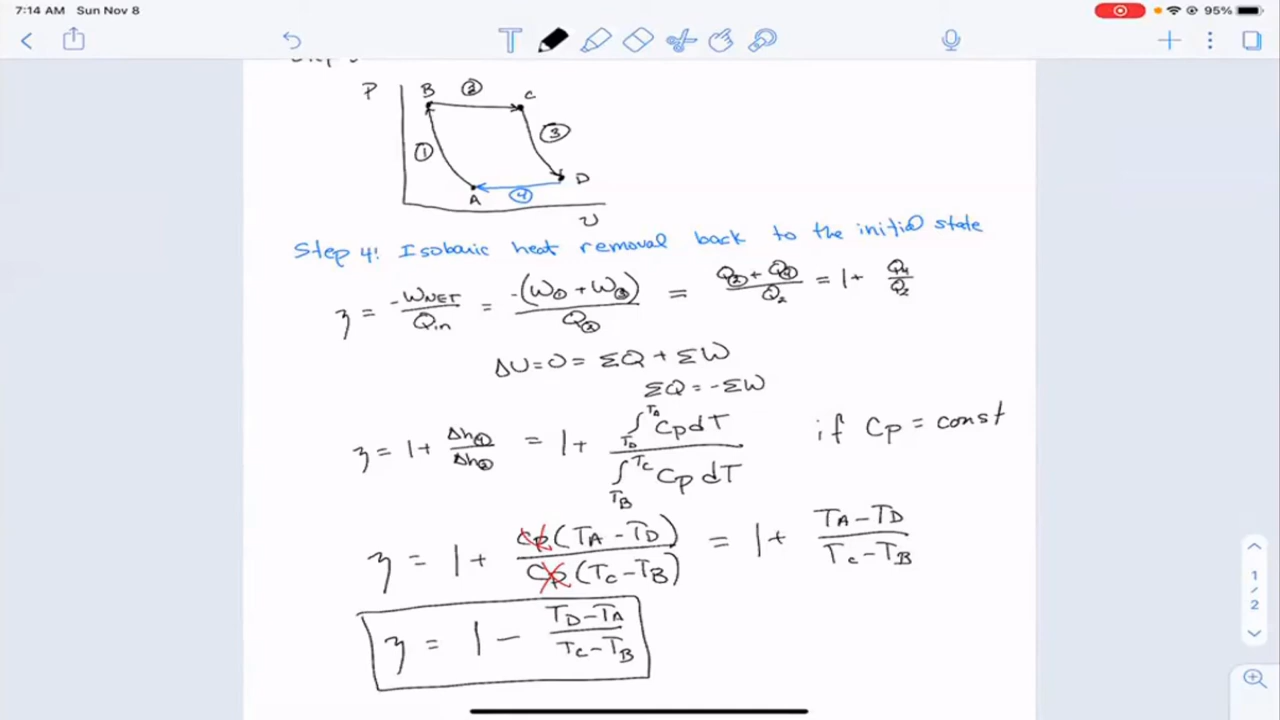 7:14 AM Sun Nov 8
95%
T
P
B ② C
① ③
A ④ D
υ
Step 4: Isobaric heat removal back to the initial state
η = -W_NET / Q_in = -(W_① + W_③) / Q_② = (Q_② + Q_④) / Q_2 = 1 + Q_4 / Q_2
ΔU = 0 = ΣQ + ΣW
ΣQ = -ΣW
η = 1 + Δh_④ / Δh_② = 1 + ∫_{T_D}^{T_A} Cp dT / ∫_{T_B}^{T_C} Cp dT if Cp = const
η = 1 + Cp(T_A - T_D) / Cp(T_C - T_B) = 1 + (T_A - T_D) / (T_C - T_B)
η = 1 - (T_D - T_A) / (T_C - T_B)
1 / 2